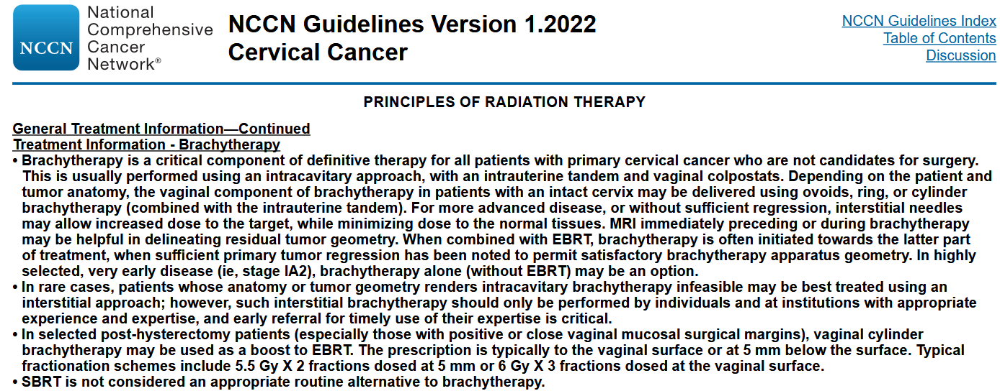 National
Comprehensive
NCCN Cancer
Network®
NCCN Guidelines Version 1.2022
Cervical Cancer
NCCN Guidelines Index
Table of Contents
Discussion
PRINCIPLES OF RADIATION THERAPY
General Treatment Information—Continued
Treatment Information - Brachytherapy
• Brachytherapy is a critical component of definitive therapy for all patients with primary cervical cancer who are not candidates for surgery.
This is usually performed using an intracavitary approach, with an intrauterine tandem and vaginal colpostats. Depending on the patient and
tumor anatomy, the vaginal component of brachytherapy in patients with an intact cervix may be delivered using ovoids, ring, or cylinder
brachytherapy (combined with the intrauterine tandem). For more advanced disease, or without sufficient regression, interstitial needles
may allow increased dose to the target, while minimizing dose to the normal tissues. MRI immediately preceding or during brachytherapy
may be helpful in delineating residual tumor geometry. When combined with EBRT, brachytherapy is often initiated towards the latter part
of treatment, when sufficient primary tumor regression has been noted to permit satisfactory brachytherapy apparatus geometry. In highly
selected, very early disease (ie, stage IA2), brachytherapy alone (without EBRT) may be an option.
• In rare cases, patients whose anatomy or tumor geometry renders intracavitary brachytherapy infeasible may be best treated using an
interstitial approach; however, such interstitial brachytherapy should only be performed by individuals and at institutions with appropriate
experience and expertise, and early referral for timely use of their expertise is critical.
• In selected post-hysterectomy patients (especially those with positive or close vaginal mucosal surgical margins), vaginal cylinder
brachytherapy may be used as a boost to EBRT. The prescription is typically to the vaginal surface or at 5 mm below the surface. Typical
fractionation schemes include 5.5 Gy X 2 fractions dosed at 5 mm or 6 Gy X 3 fractions dosed at the vaginal surface.
• SBRT is not considered an appropriate routine alternative to brachytherapy.